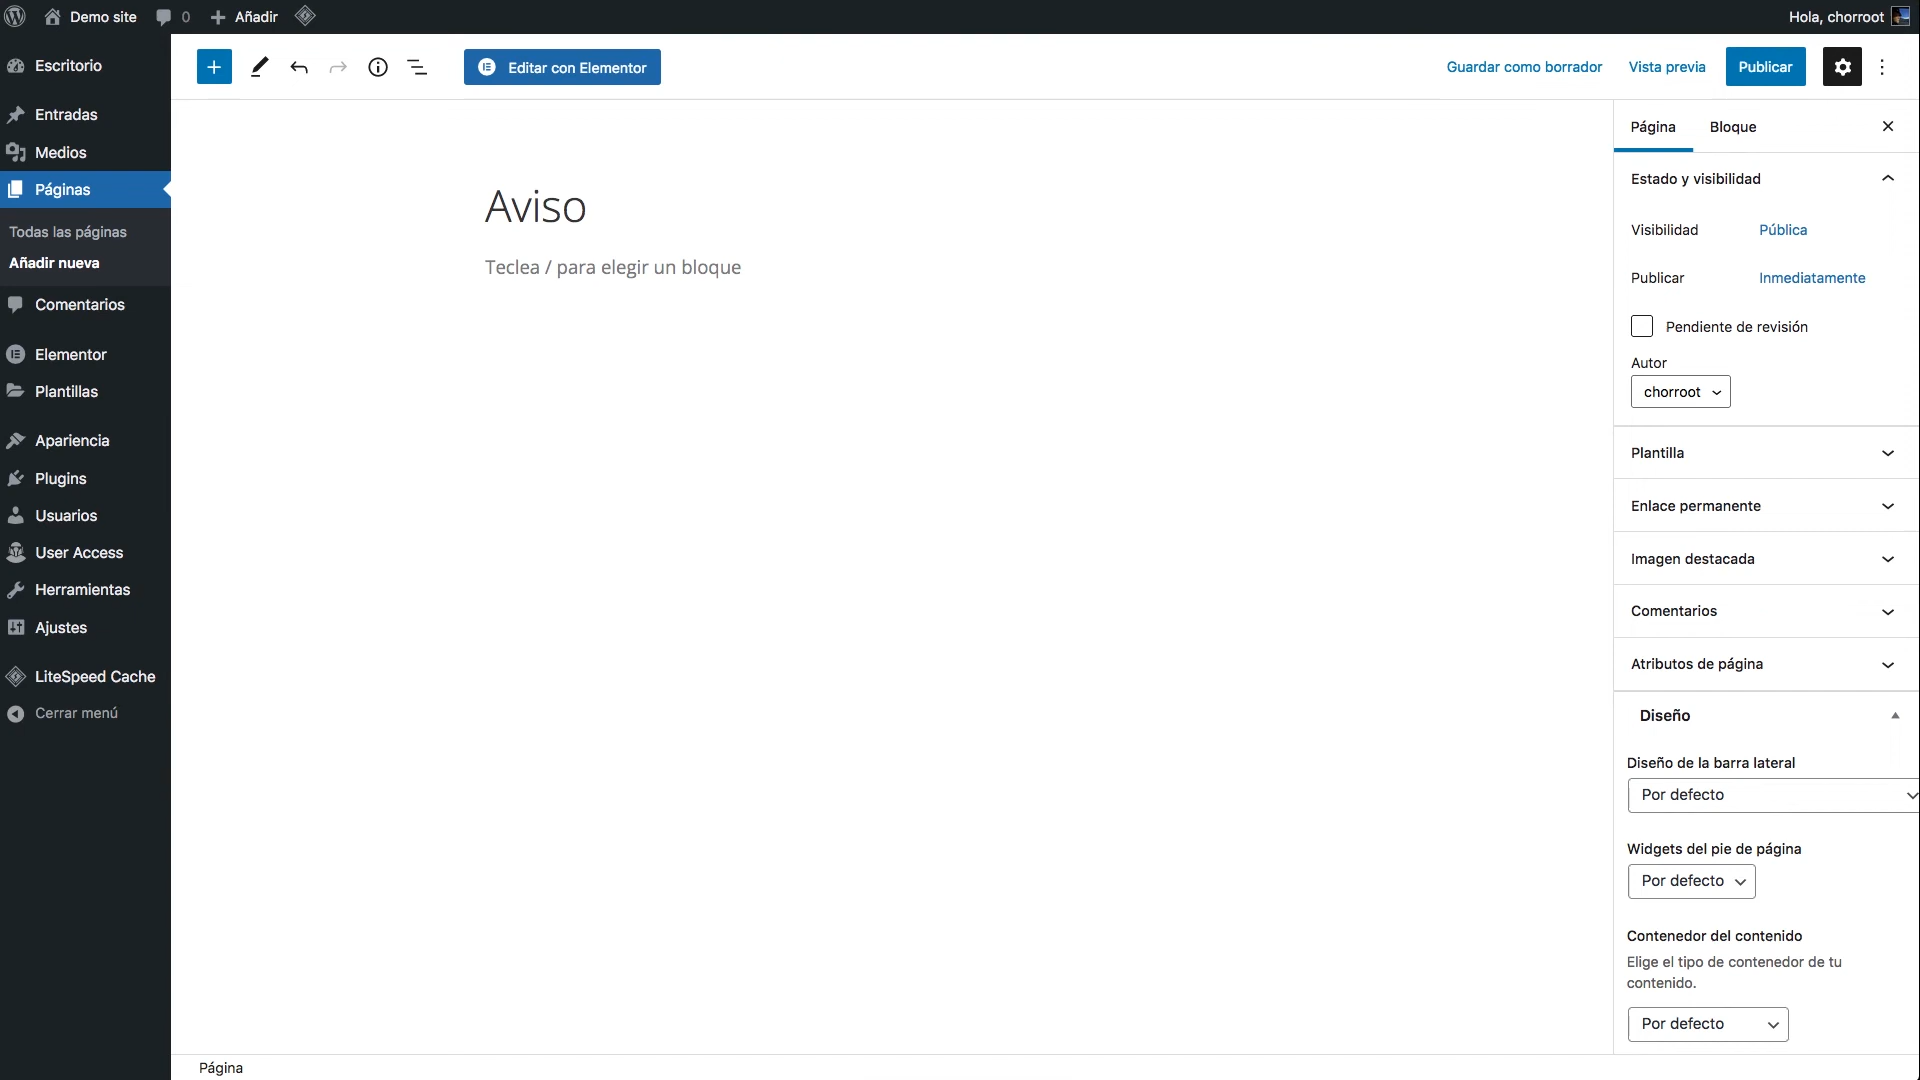 Demo site
0
Añadir
Hola, chorroot
Escritorio
Entradas
Medios
Páginas
Todas las páginas
Añadir nueva
Comentarios
Elementor
Plantillas
Apariencia
Plugins
Usuarios
User Access
Herramientas
Ajustes
LiteSpeed Cache
Cerrar menú
Editar con Elementor
Guardar como borrador
Vista previa
Publicar
Aviso
Teclea / para elegir un bloque
Página
Bloque
Estado y visibilidad
Visibilidad
Pública
Publicar
Inmediatamente
Pendiente de revisión
Autor
chorroot
Plantilla
Enlace permanente
Imagen destacada
Comentarios
Atributos de página
Diseño
Diseño de la barra lateral
Por defecto
Widgets del pie de página
Por defecto
Contenedor del contenido
Elige el tipo de contenedor de tu
contenido.
Por defecto
Página